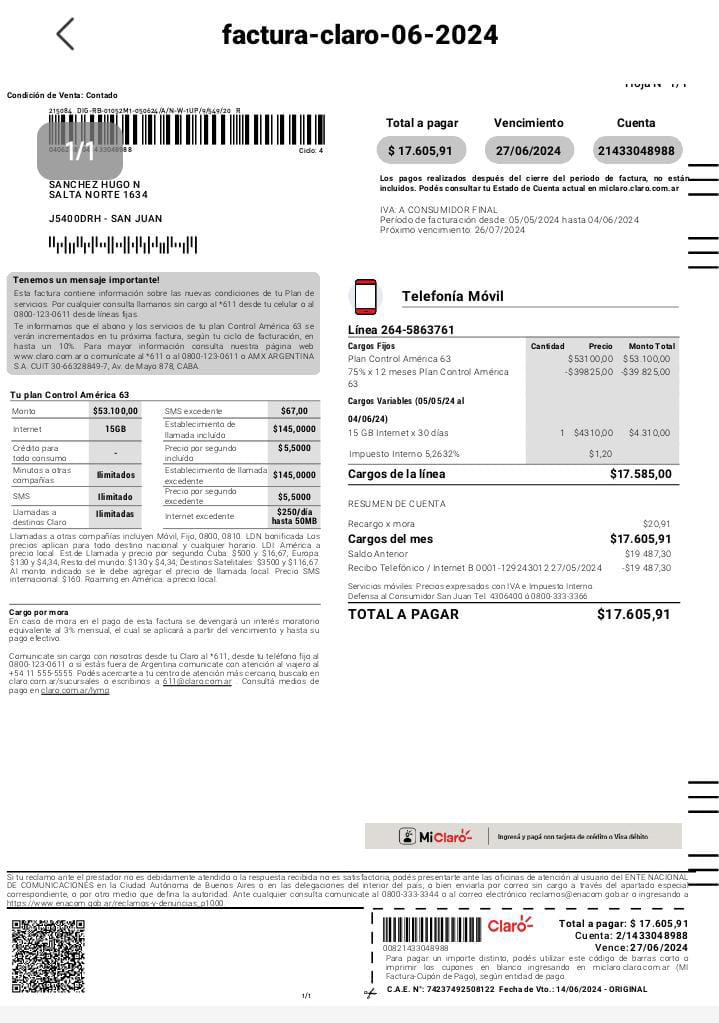 factura-claro-06-2024
Condición de Venta: Contado
215084 DIG-RB-01052M1-050624/A/N-W-1UP/9/549/20 R
1/1
Ciclo: 4
SANCHEZ HUGO N
SALTA NORTE 1634
J5400DRH - SAN JUAN
Total a pagar Vencimiento Cuenta
$ 17.605,91 27/06/2024 21433048988
Los pagos realizados después del cierre del periodo de factura, no están
incluidos. Podés consultar tu Estado de Cuenta actual en miclaro.claro.com.ar
IVA: A CONSUMIDOR FINAL
Período de facturación desde: 05/05/2024 hasta 04/06/2024
Próximo vencimiento: 26/07/2024
Tenemos un mensaje importante!
Esta factura contiene información sobre las nuevas condiciones de tu Plan de
servicios. Por cualquier consulta llamanos sin cargo al *611 desde tu celular o al
0800-123-0611 desde líneas fijas.
Te informamos que el abono y los servicios de tu plan Control América 63 se
verán incrementados en tu próxima factura, según tu ciclo de facturación, en
hasta un 10%. Para mayor información consulta nuestra página web
www.claro.com.ar o comunícate al *611 o al 0800-123-0611 o AMX ARGENTINA
S.A. CUIT 30-66328849-7, Av. de Mayo 878, CABA.
Tu plan Control América 63
Monto $53.100,00 SMS excedente $67,00
Internet 15GB Establecimiento de llamada incluído $145,0000
Crédito para todo consumo - Precio por segundo incluído $5,5000
Minutos a otras compañías Ilimitados Establecimiento de llamada excedente $145,0000
SMS Ilimitado Precio por segundo excedente $5,5000
Llamadas a destinos Claro Ilimitadas Internet excedente $250/día hasta 50MB
Llamadas a otras compañías incluyen Móvil, Fijo, 0800, 0810. LDN bonificada Los
precios aplican para todo destino nacional y cualquier horario. LDI: América a
precio local. Est.de Llamada y precio por segundo Cuba: $500 y $16,67, Europa:
$130 y $4,34, Resto del mundo: $130 y $4,34, Destinos Satelitales: $3500 y $116,67.
Al monto indicado se le debe agregar el precio de llamada local. Precio SMS
internacional: $160. Roaming en América: a precio local.
Cargo por mora
En caso de mora en el pago de esta factura se devengará un interés moratorio
equivalente al 3% mensual, el cual se aplicará a partir del vencimiento y hasta su
pago efectivo.
Comunicate sin cargo con nosotros desde tu Claro al *611, desde tu teléfono fijo al
0800-123-0611 o si estás fuera de Argentina comunicate con atención al viajero al
+54 11 555-5555. Podés acercarte a tu centro de atención más cercano, buscalo en
claro.com.ar/sucursales o escribinos a 611@claro.com.ar . Consultá medios de
pago en claro.com.ar/lymp
Telefonía Móvil
Línea 264-5863761
Cargos Fijos Cantidad Precio Monto Total
Plan Control América 63 $53100,00 $53.100,00
75% x 12 meses Plan Control América 63 -$39825,00 -$39.825,00
Cargos Variables (05/05/24 al
04/06/24)
15 GB Internet x 30 días 1 $4310,00 $4.310,00
Impuesto Interno 5,2632% $1,20
Cargos de la línea $17.585,00
RESUMEN DE CUENTA
Recargo x mora $20,91
Cargos del mes $17.605,91
Saldo Anterior $19.487,30
Recibo Telefónico / Internet B 0001-129243012 27/05/2024 -$19.487,30
Servicios móviles: Precios expresados con IVA e Impuesto Interno.
Defensa al Consumidor San Juan Tel. 4306400 ó 0800-333-3366
TOTAL A PAGAR $17.605,91
MiClaro Ingresá y pagá con tarjeta de crédito o Visa débito
Si tu reclamo ante el prestador no es debidamente atendido o la respuesta recibida no es satisfactoria, podés presentarte ante las oficinas de atención al usuario del ENTE NACIONAL
DE COMUNICACIONES en la Ciudad Autónoma de Buenos Aires o en las delegaciones del interior del país; o bien enviarla por correo sin cargo a través del apartado especial
correspondiente, o por otro medio que defina la autoridad. Ante cualquier consulta comunicate al 0800-333-3344 o al correo electrónico reclamos@enacom.gob.ar o ingresando a
https://www.enacom.gob.ar/reclamos-y-denuncias_p1000.
Claro
00821433048988
Total a pagar: $ 17.605,91
Cuenta: 2/1433048988
Vence: 27/06/2024
Para pagar un importe distinto, podés utilizar este código de barras corto o
imprimir los cupones en blanco ingresando en miclaro.claro.com.ar (MI
Factura-Cupón de Pago), según entidad de pago.
C.A.E. N°: 74237492508122 Fecha de Vto.: 14/06/2024 - ORIGINAL
1/1